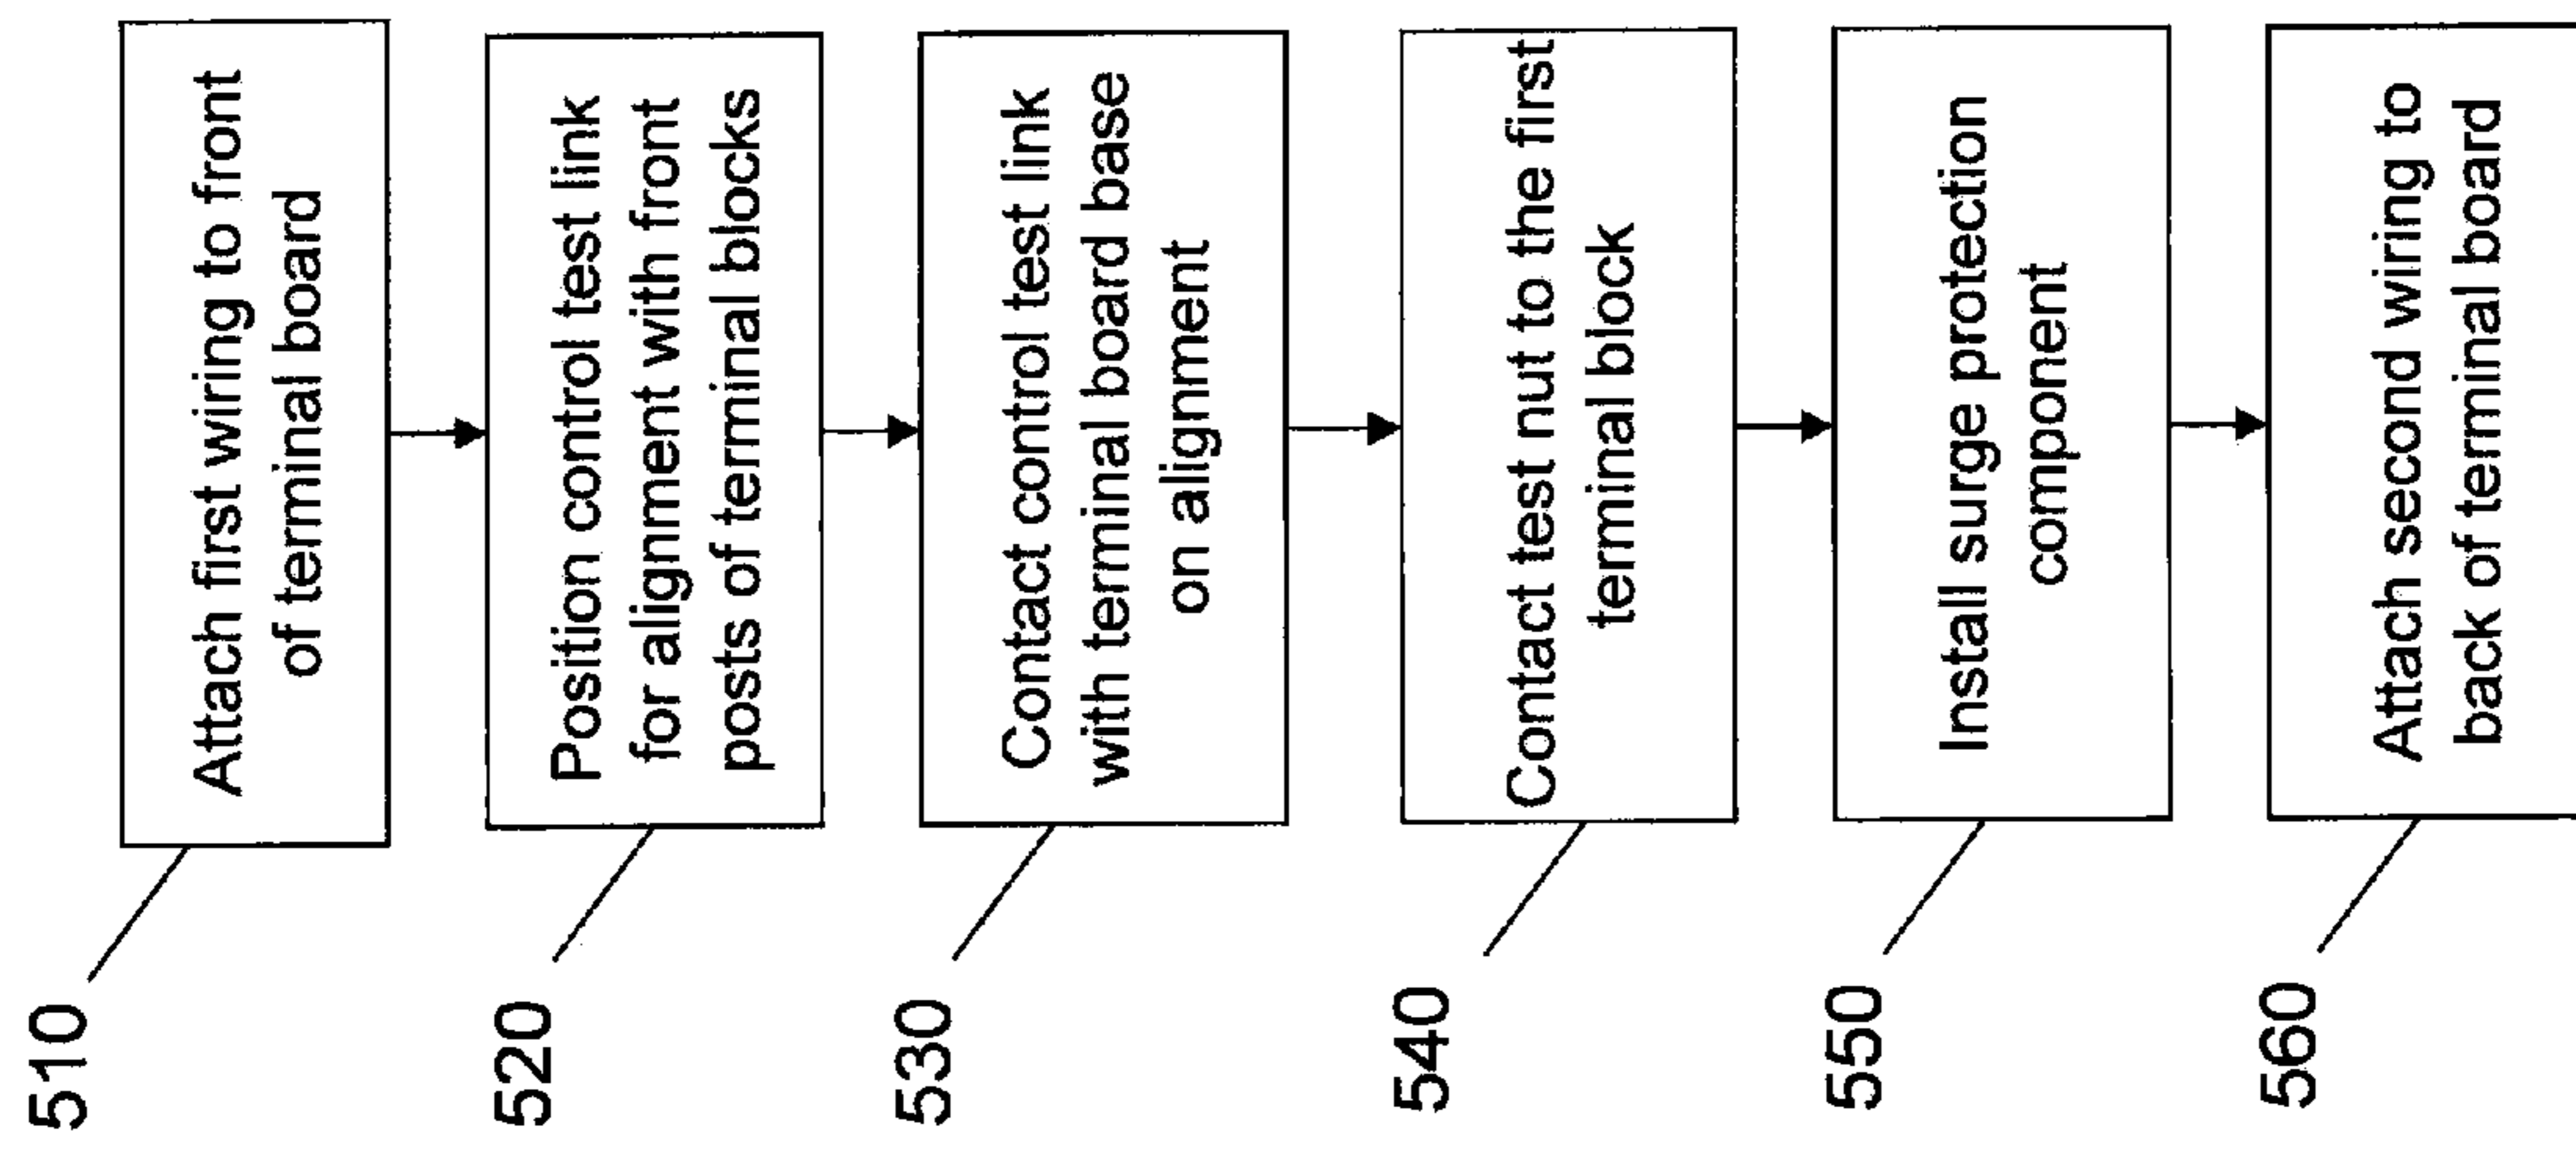 510
Attach first wiring to front
of terminal board
520
Position control test link
for alignment with front
posts of terminal blocks
530
Contact control test link
with terminal board base
on alignment
540
Contact test nut to the first
terminal block
550
Install surge protection
component
560
Attach second wiring to
back of terminal board